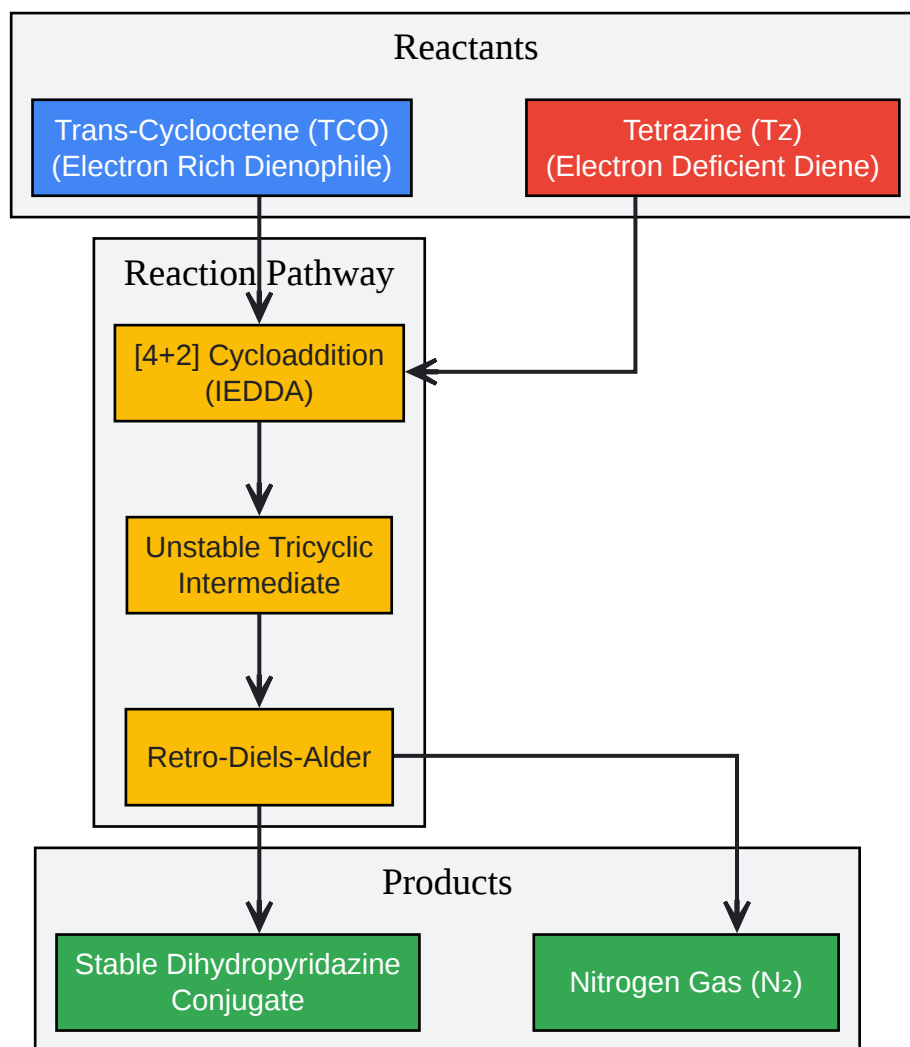 Reactants
Trans-Cyclooctene (TCO)
(Electron Rich Dienophile)
Tetrazine (Tz)
(Electron Deficient Diene)
Reaction Pathway
[4+2] Cycloaddition
(IEDDA)
Unstable Tricyclic
Intermediate
Retro-Diels-Alder
Products
Stable Dihydropyridazine
Conjugate
Nitrogen Gas (N₂)